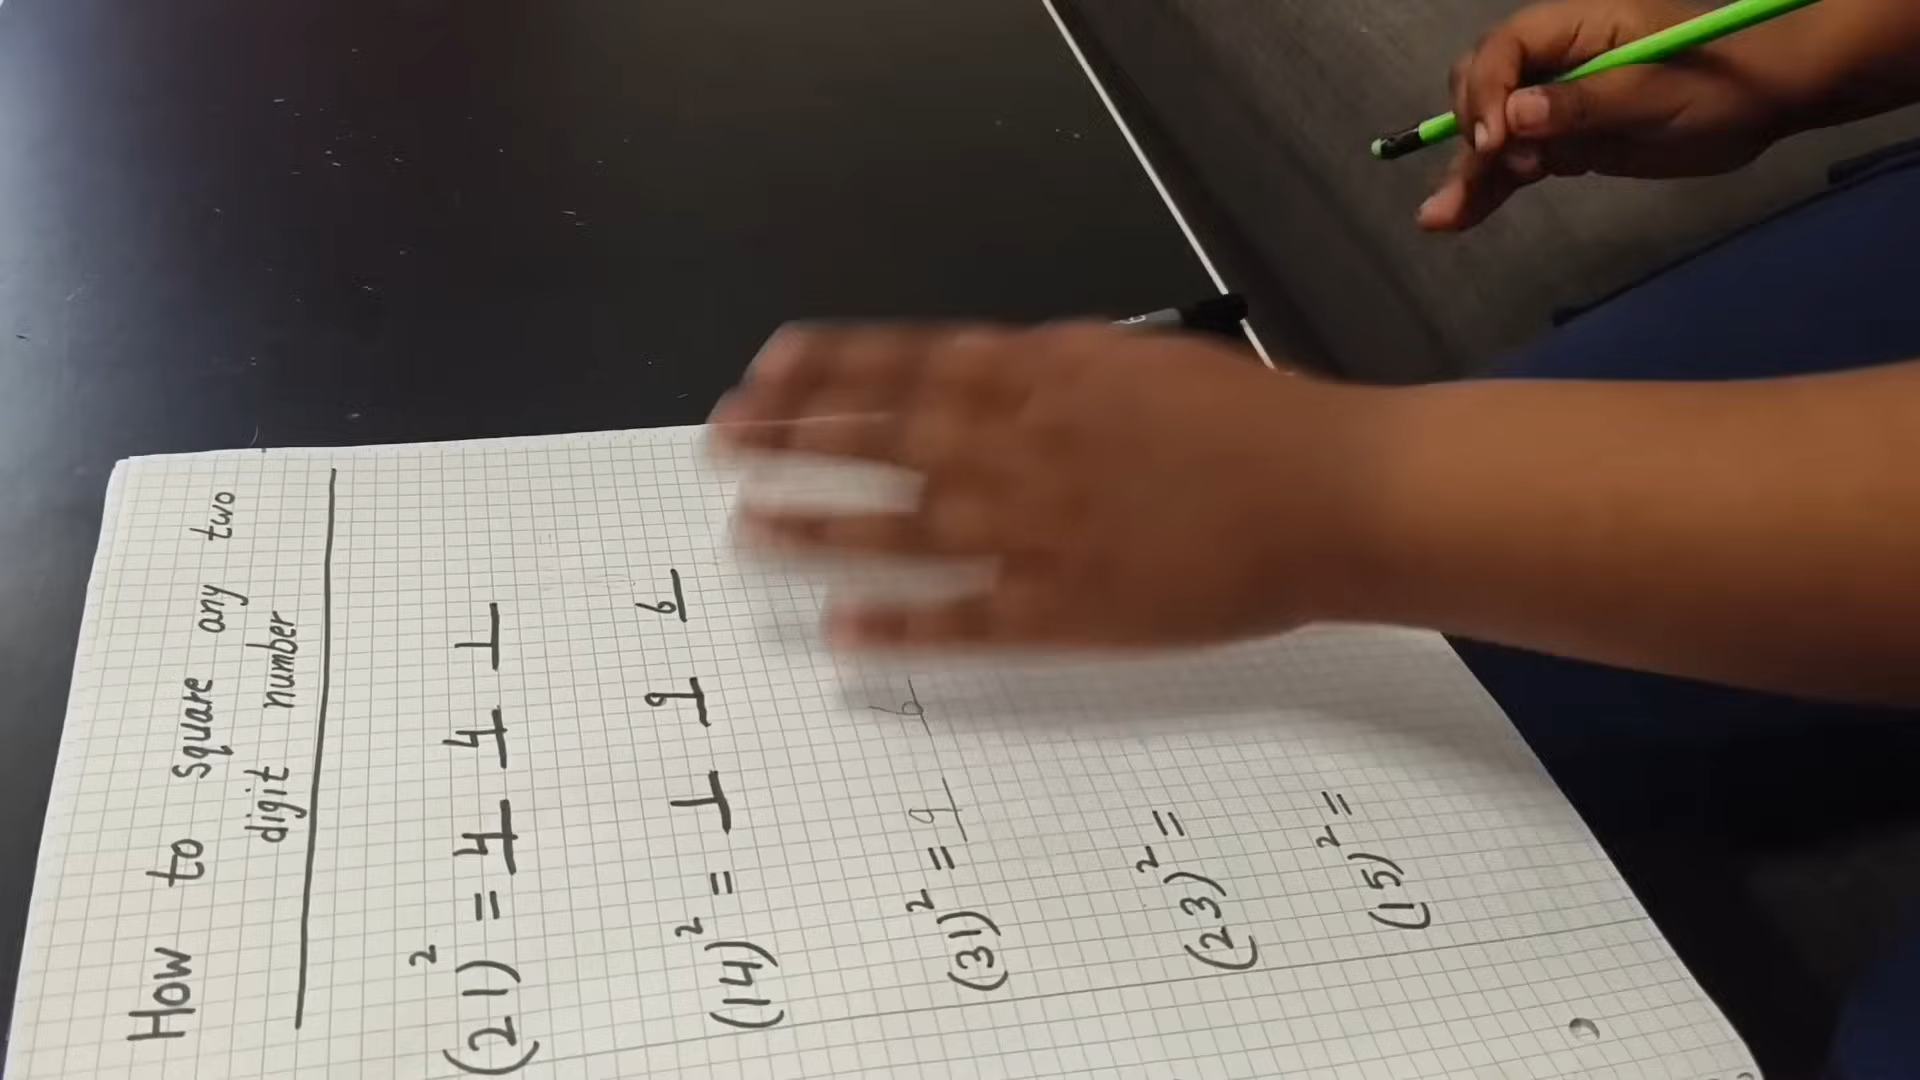 How to square any two
digit number
(21)² = 4 4 1
(14)² = 1 9 6
(31)² = 9 6
(23)² =
(15)² =